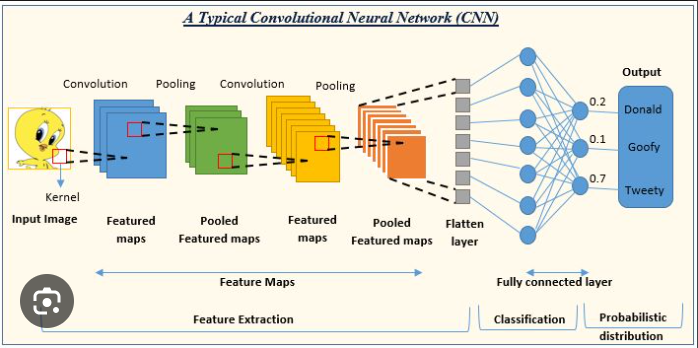 A Typical Convolutional Neural Network (CNN)
Convolution
Pooling
Convolution
Pooling
Output
0.2
Donald
0.1
Goofy
0.7
Tweety
Kernel
Input Image
Featured
maps
Pooled
Featured maps
Featured
maps
Pooled
Featured maps
Flatten
layer
Feature Maps
Fully connected layer
Feature Extraction
Classification
Probabilistic
distribution